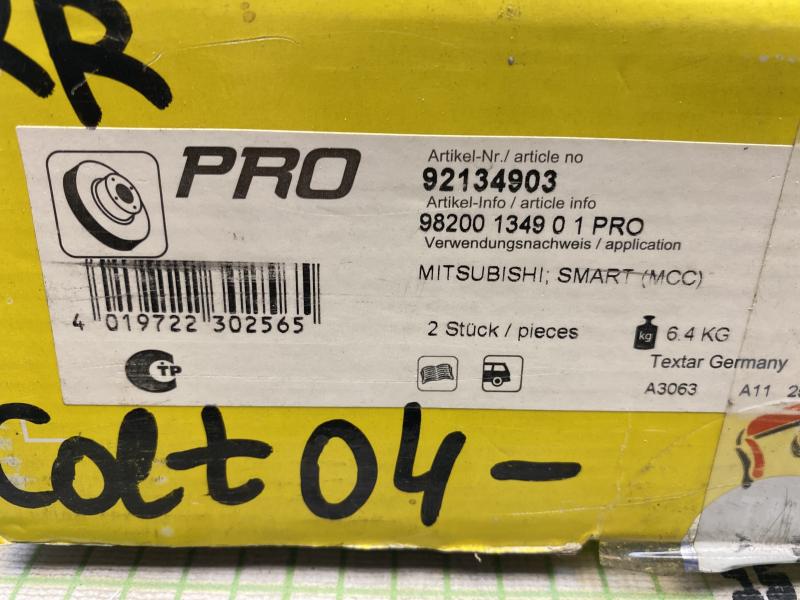 RR
PRO
Artikel-Nr./ article no
92134903
Artikel-Info / article info
98200 1349 0 1 PRO
Verwendungsnachweis / application
MITSUBISHI; SMART (MCC)
4 019722 302565
2 Stück / pieces
kg 6.4 KG
Textar Germany
A3063 A11
Colt 04 -